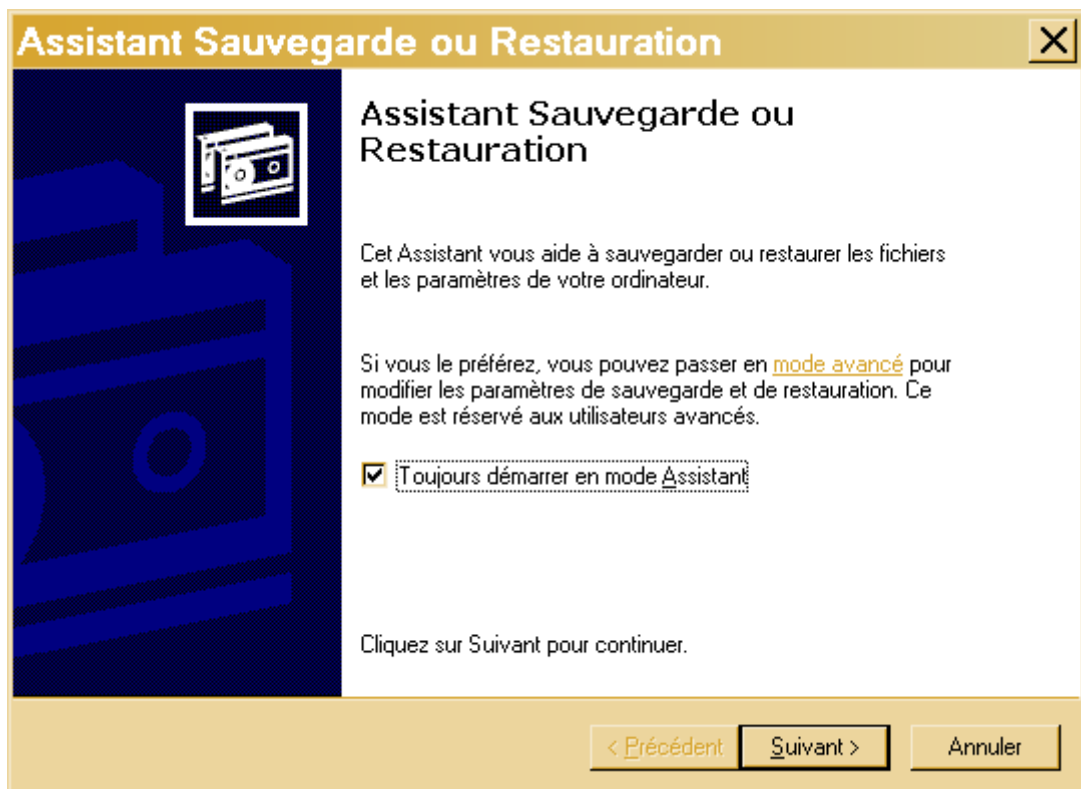 Assistant Sauvegarde ou Restauration
Assistant Sauvegarde ou
Restauration
Cet Assistant vous aide à sauvegarder ou restaurer les fichiers
et les paramètres de votre ordinateur.
Si vous le préférez, vous pouvez passer en mode avancé pour
modifier les paramètres de sauvegarde et de restauration. Ce
mode est réservé aux utilisateurs avancés.
Toujours démarrer en mode Assistant
Cliquez sur Suivant pour continuer.
< Précédent Suivant > Annuler